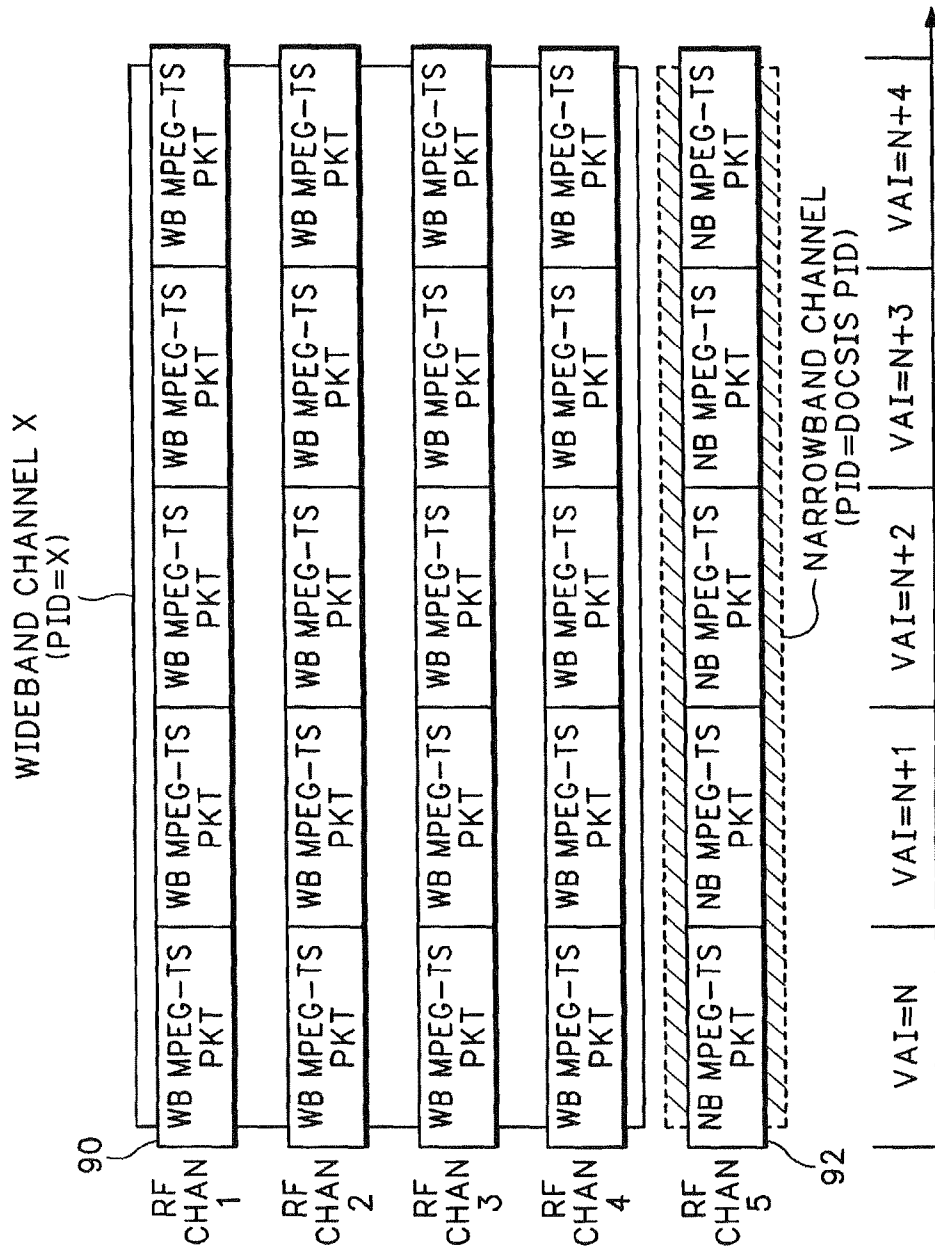 WIDEBAND CHANNEL X
(PID=X)
90
RF
CHAN
1
WB MPEG-TS
PKT
WB MPEG-TS
PKT
WB MPEG-TS
PKT
WB MPEG-TS
PKT
WB MPEG-TS
PKT
RF
CHAN
2
WB MPEG-TS
PKT
WB MPEG-TS
PKT
WB MPEG-TS
PKT
WB MPEG-TS
PKT
WB MPEG-TS
PKT
RF
CHAN
3
WB MPEG-TS
PKT
WB MPEG-TS
PKT
WB MPEG-TS
PKT
WB MPEG-TS
PKT
WB MPEG-TS
PKT
RF
CHAN
4
WB MPEG-TS
PKT
WB MPEG-TS
PKT
WB MPEG-TS
PKT
WB MPEG-TS
PKT
WB MPEG-TS
PKT
RF
CHAN
5
NB MPEG-TS
PKT
NB MPEG-TS
PKT
NB MPEG-TS
PKT
NB MPEG-TS
PKT
NB MPEG-TS
PKT
92
NARROWBAND CHANNEL
(PID=DOCSIS PID)
VAI=N
VAI=N+1
VAI=N+2
VAI=N+3
VAI=N+4